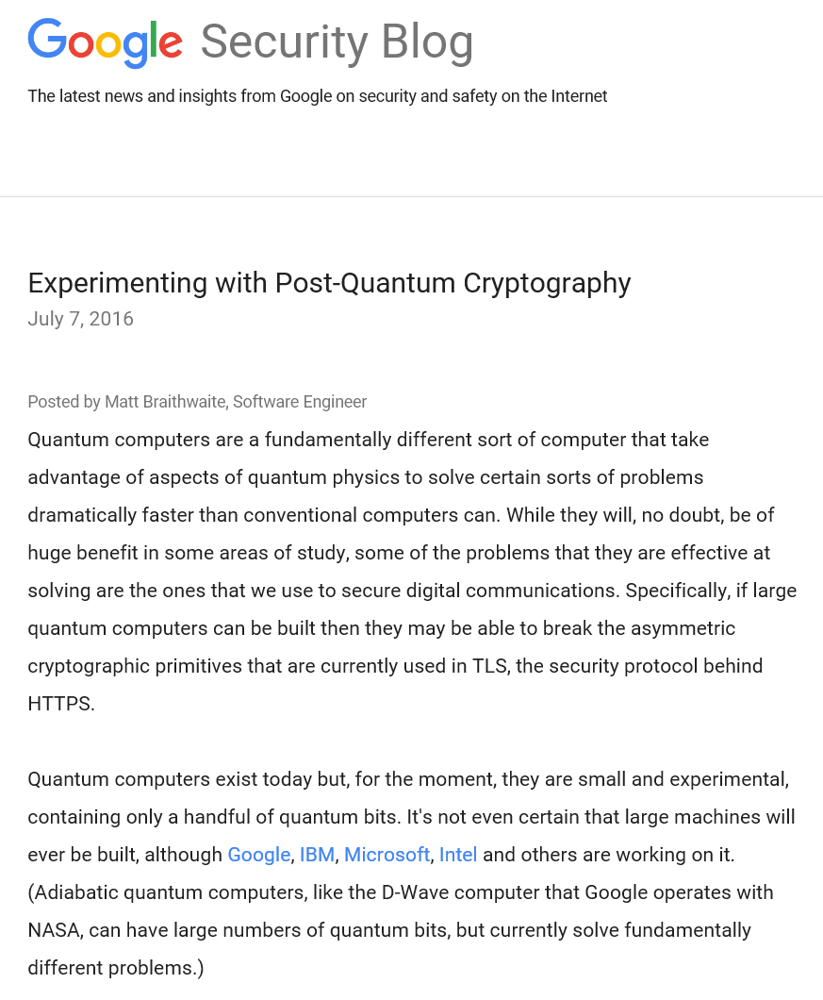 Google Security Blog
The latest news and insights from Google on security and safety on the Internet
Experimenting with Post-Quantum Cryptography
July 7, 2016
Posted by Matt Braithwaite, Software Engineer
Quantum computers are a fundamentally different sort of computer that take
advantage of aspects of quantum physics to solve certain sorts of problems
dramatically faster than conventional computers can. While they will, no doubt, be of
huge benefit in some areas of study, some of the problems that they are effective at
solving are the ones that we use to secure digital communications. Specifically, if large
quantum computers can be built then they may be able to break the asymmetric
cryptographic primitives that are currently used in TLS, the security protocol behind
HTTPS.
Quantum computers exist today but, for the moment, they are small and experimental,
containing only a handful of quantum bits. It's not even certain that large machines will
ever be built, although Google, IBM, Microsoft, Intel and others are working on it.
(Adiabatic quantum computers, like the D-Wave computer that Google operates with
NASA, can have large numbers of quantum bits, but currently solve fundamentally
different problems.)